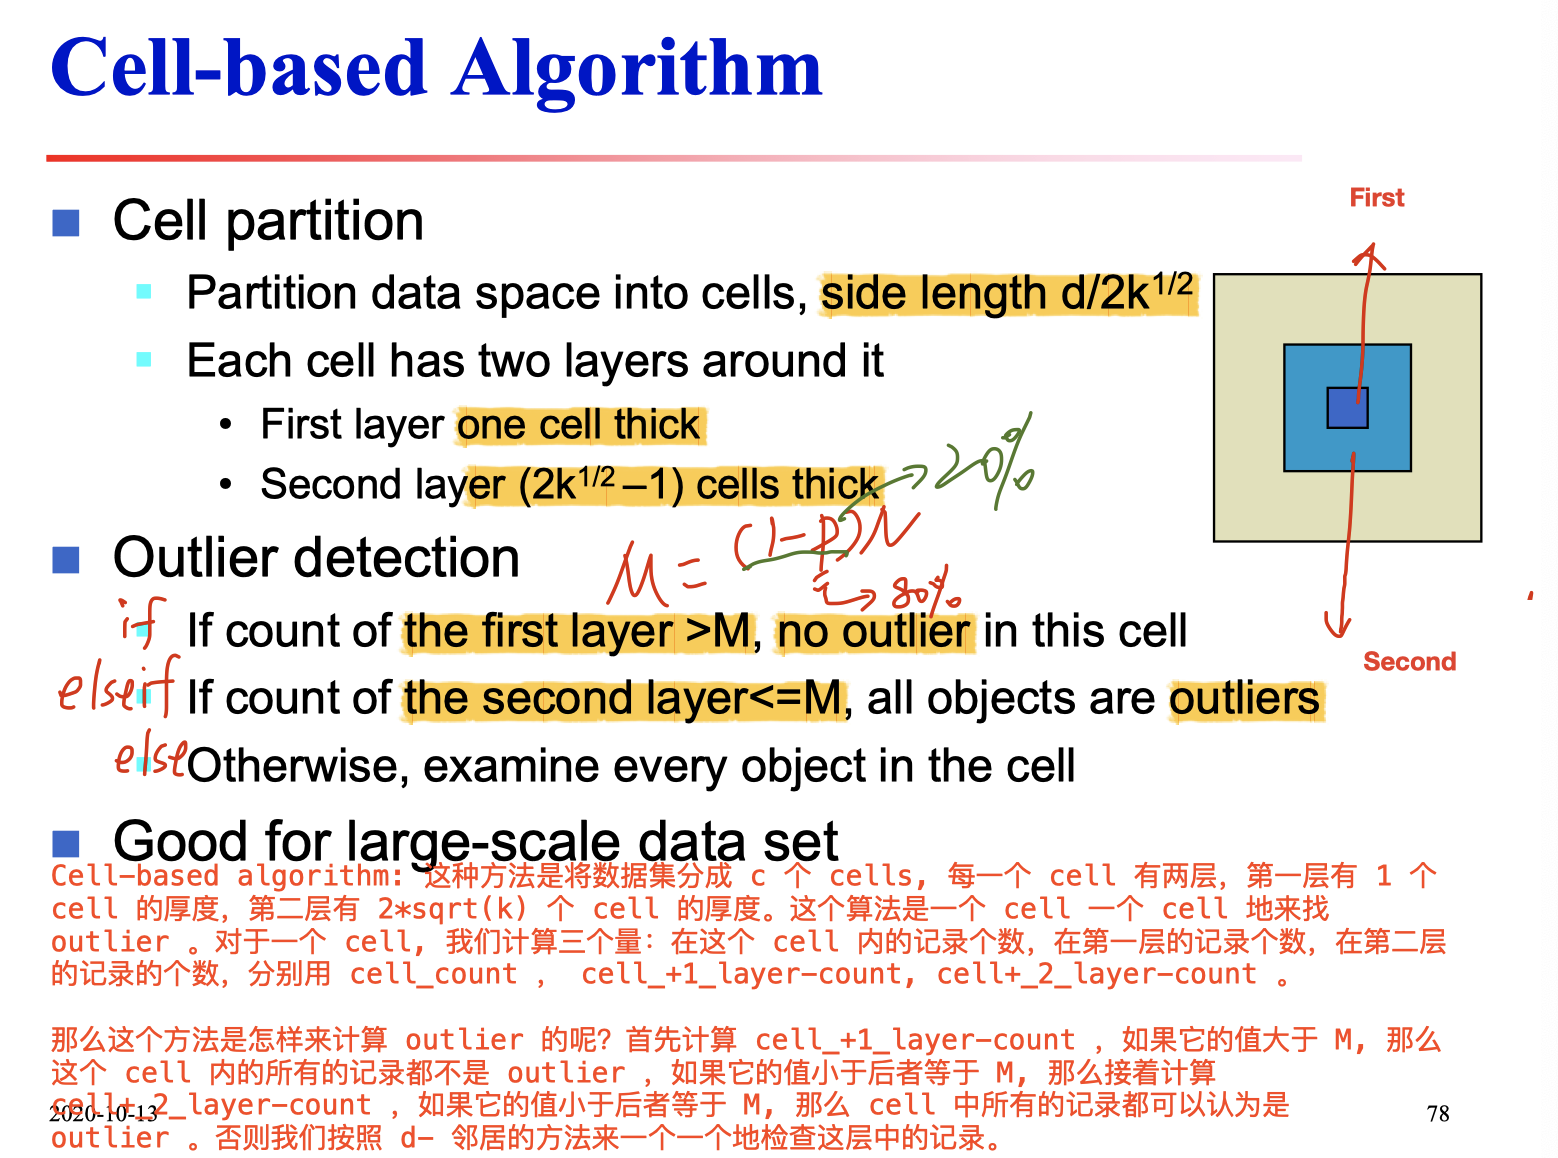 Cell-based Algorithm
First
Cell partition
Partition data space into cells, side length d/2k^1/2
Each cell has two layers around it
• First layer one cell thick
• Second layer (2k^1/2 –1) cells thick
20%
Outlier detection
M = (1-P)N
80%
if If count of the first layer >M, no outlier in this cell
Second
elseif If count of the second layer<=M, all objects are outliers
else Otherwise, examine every object in the cell
Good for large-scale data set
Cell-based algorithm: 这种方法是将数据集分成 c 个 cells, 每一个 cell 有两层，第一层有 1 个
cell 的厚度，第二层有 2*sqrt(k) 个 cell 的厚度。这个算法是一个 cell 一个 cell 地来找
outlier 。对于一个 cell, 我们计算三个量：在这个 cell 内的记录个数，在第一层的记录个数，在第二层
的记录的个数，分别用 cell_count ， cell_+1_layer-count, cell+_2_layer-count 。
那么这个方法是怎样来计算 outlier 的呢？首先计算 cell_+1_layer-count ，如果它的值大于 M, 那么
这个 cell 内的所有的记录都不是 outlier ，如果它的值小于后者等于 M, 那么接着计算
cell+_2_layer-count ，如果它的值小于后者等于 M, 那么 cell 中所有的记录都可以认为是
outlier 。否则我们按照 d- 邻居的方法来一个一个地检查这层中的记录。
2020-10-13
78